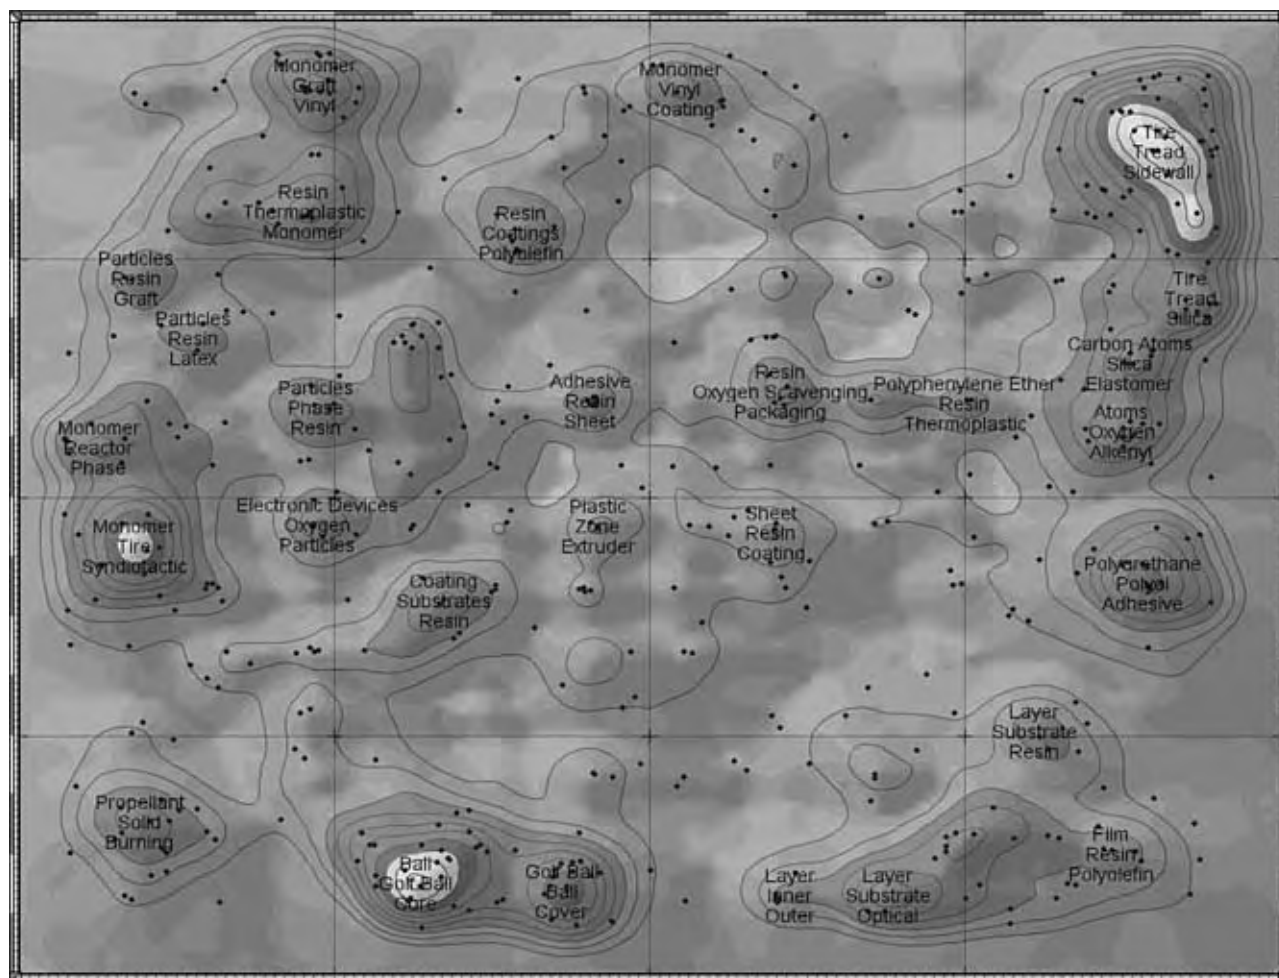 Monomer
Graft
Vinyl
Monomer
Vinyl
Coating
Tire
Tread
Sidewall
Resin
Thermoplastic
Monomer
Resin
Coatings
Polyolefin
Particles
Resin
Graft
Tire
Tread
Silica
Particles
Resin
Latex
Carbon Atoms
Silica
Elastomer
Particles
Phase
Resin
Adhesive
Resin
Sheet
Resin
Oxygen Scavenging
Packaging
Polyphenylene Ether
Resin
Thermoplastic
Atoms
Oxygen
Alkenyl
Monomer
Reactor
Phase
Monomer
Tire
Syndiotactic
Electronic Devices
Oxygen
Particles
Plastic
Zone
Extruder
Sheet
Resin
Coating
Polyurethane
Polyol
Adhesive
Coating
Substrates
Resin
Layer
Substrate
Resin
Propellant
Solid
Burning
Ball
Golf Ball
Core
Golf Ball
Ball
Cover
Layer
Inner
Outer
Layer
Substrate
Optical
Film
Resin
Polyolefin